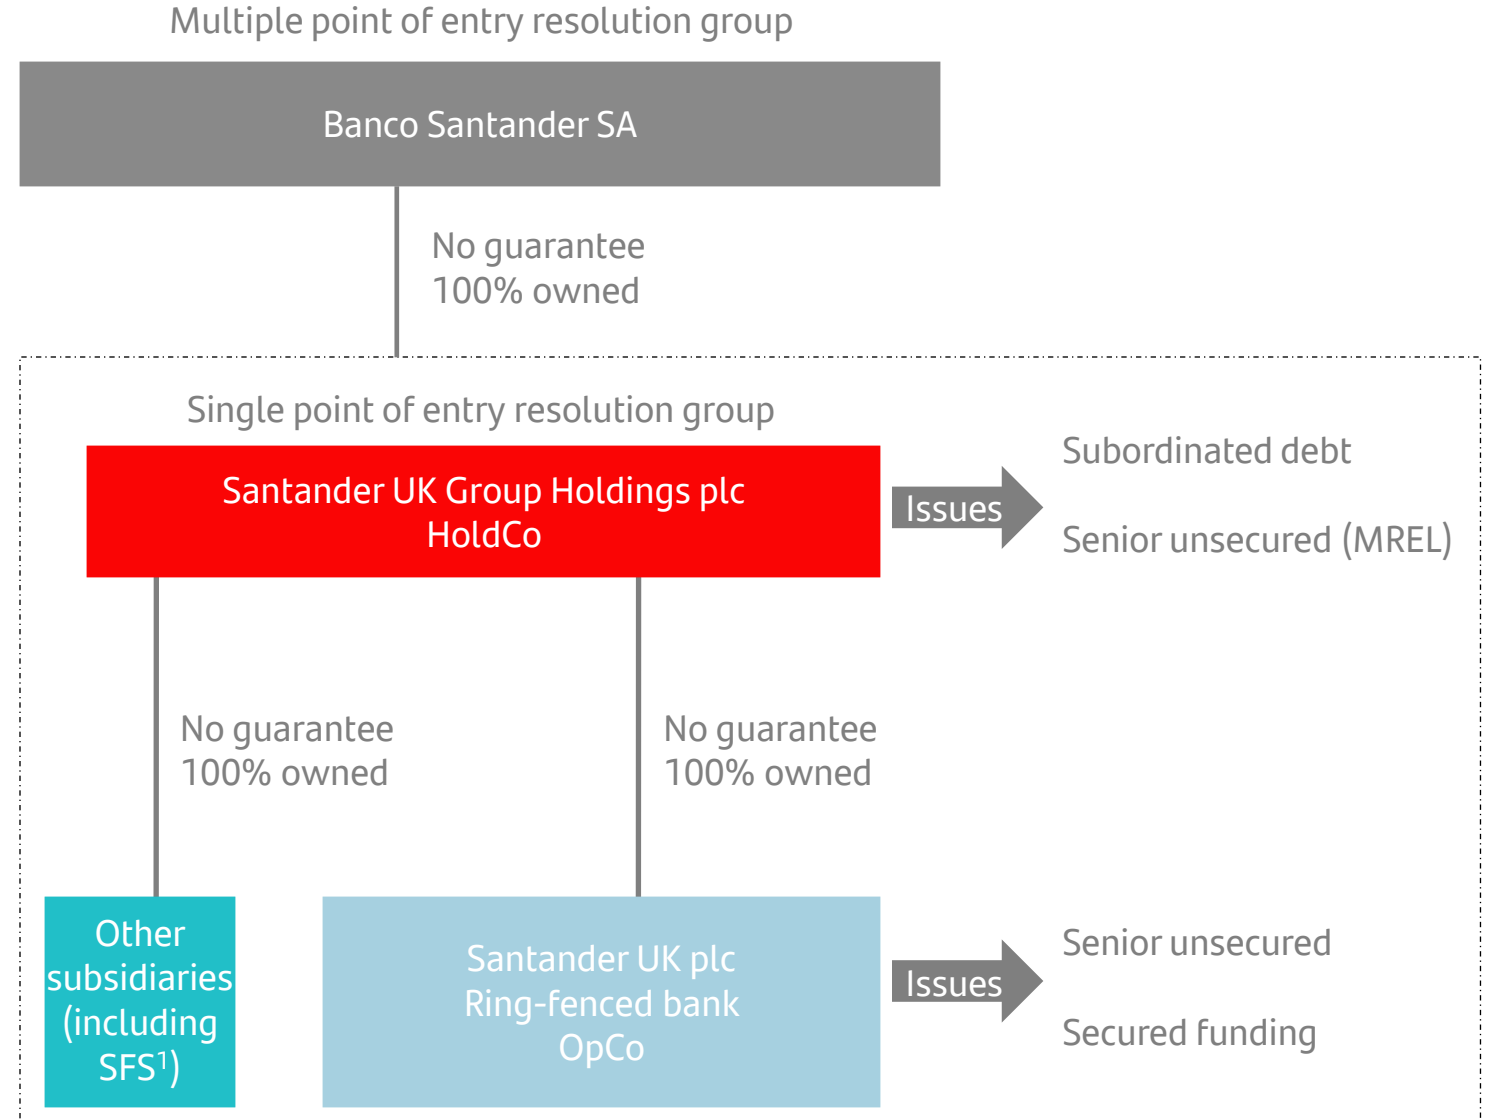 Multiple point of entry resolution group
Banco Santander SA
No guarantee
100% owned
Single point of entry resolution group
Santander UK Group Holdings plc
HoldCo
Issues
Subordinated debt
Senior unsecured (MREL)
No guarantee
100% owned
No guarantee
100% owned
Other
subsidiaries
(including
SFS¹)
Santander UK plc
Ring-fenced bank
OpCo
Issues
Senior unsecured
Secured funding